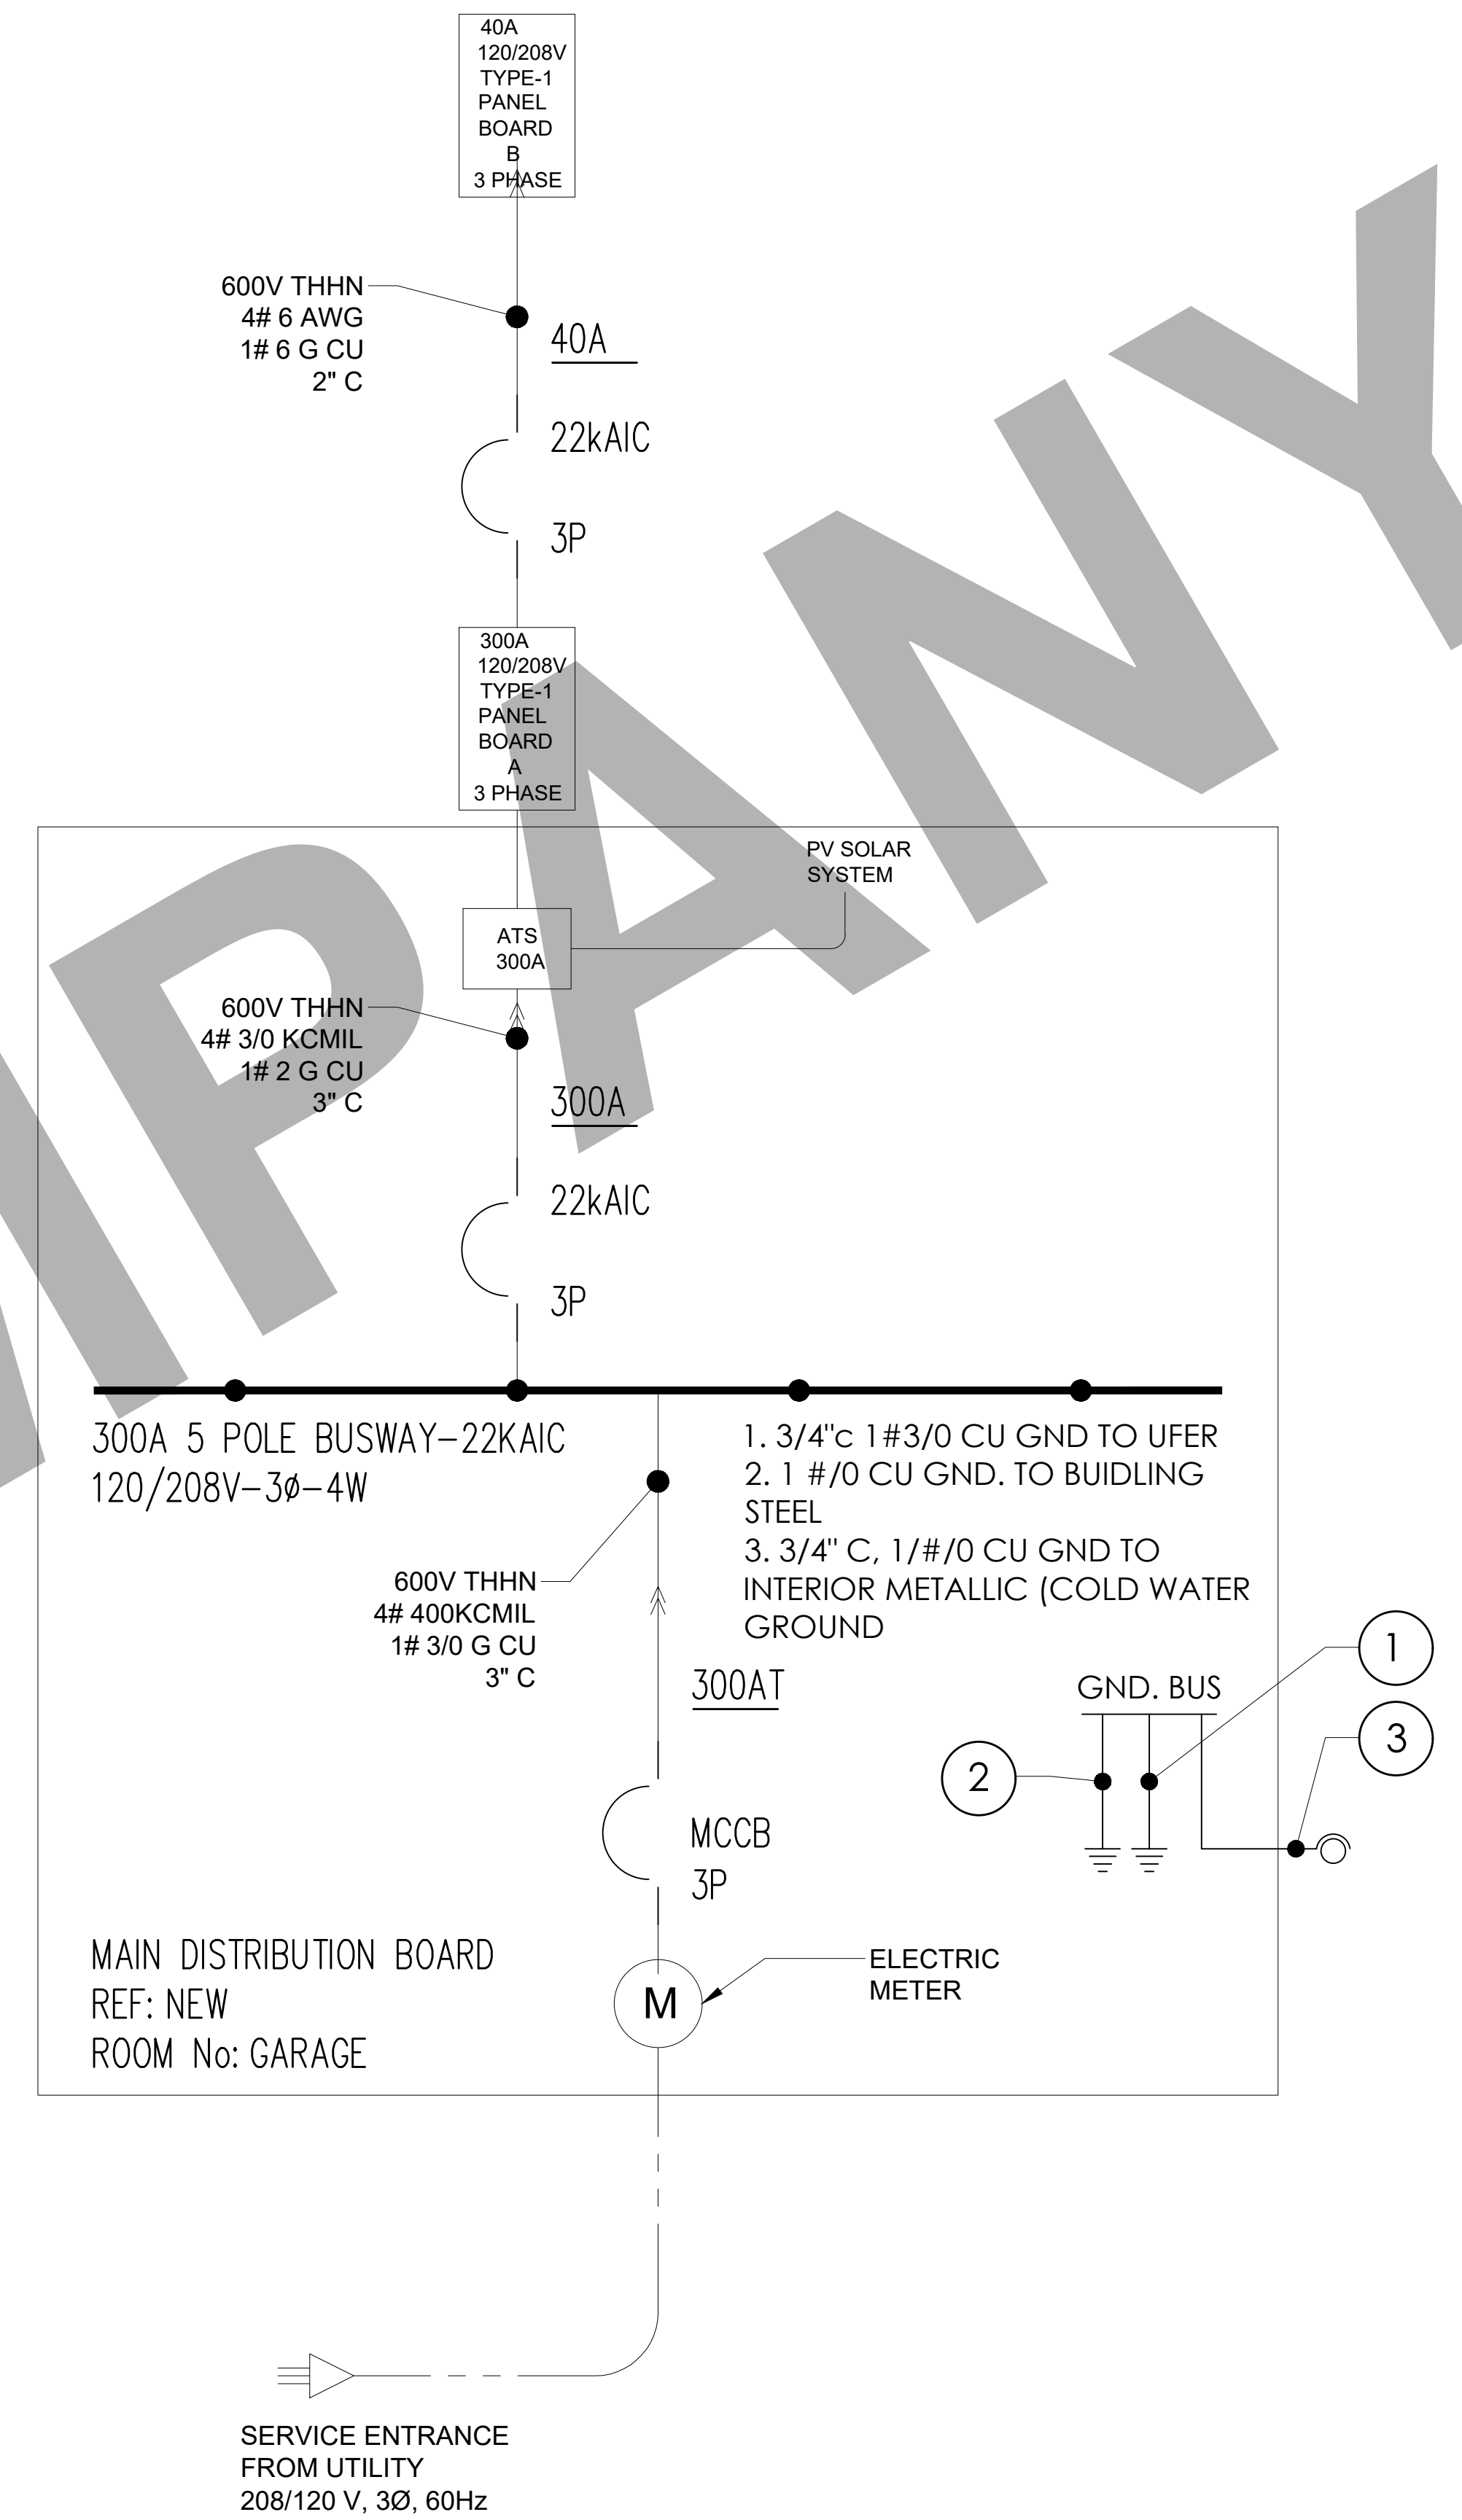 40A
120/208V
TYPE-1
PANEL
BOARD
B
3 PHASE
600V THHN
4# 6 AWG
1# 6 G CU
2" C
40A
22kAIC
3P
300A
120/208V
TYPE-1
PANEL
BOARD
A
3 PHASE
PV SOLAR
SYSTEM
ATS
300A
600V THHN
4# 3/0 KCMIL
1# 2 G CU
3" C
300A
22kAIC
3P
300A 5 POLE BUSWAY-22KAIC
120/208V-3ø-4W
1. 3/4"c 1#3/0 CU GND TO UFER
2. 1 #/0 CU GND. TO BUIDLING
STEEL
3. 3/4" C, 1/#/0 CU GND TO
INTERIOR METALLIC (COLD WATER
GROUND
600V THHN
4# 400KCMIL
1# 3/0 G CU
3" C
300AT
MCCB
3P
GND. BUS
1
2
3
MAIN DISTRIBUTION BOARD
REF: NEW
ROOM No: GARAGE
M
ELECTRIC
METER
SERVICE ENTRANCE
FROM UTILITY
208/120 V, 3Ø, 60Hz
MPANY